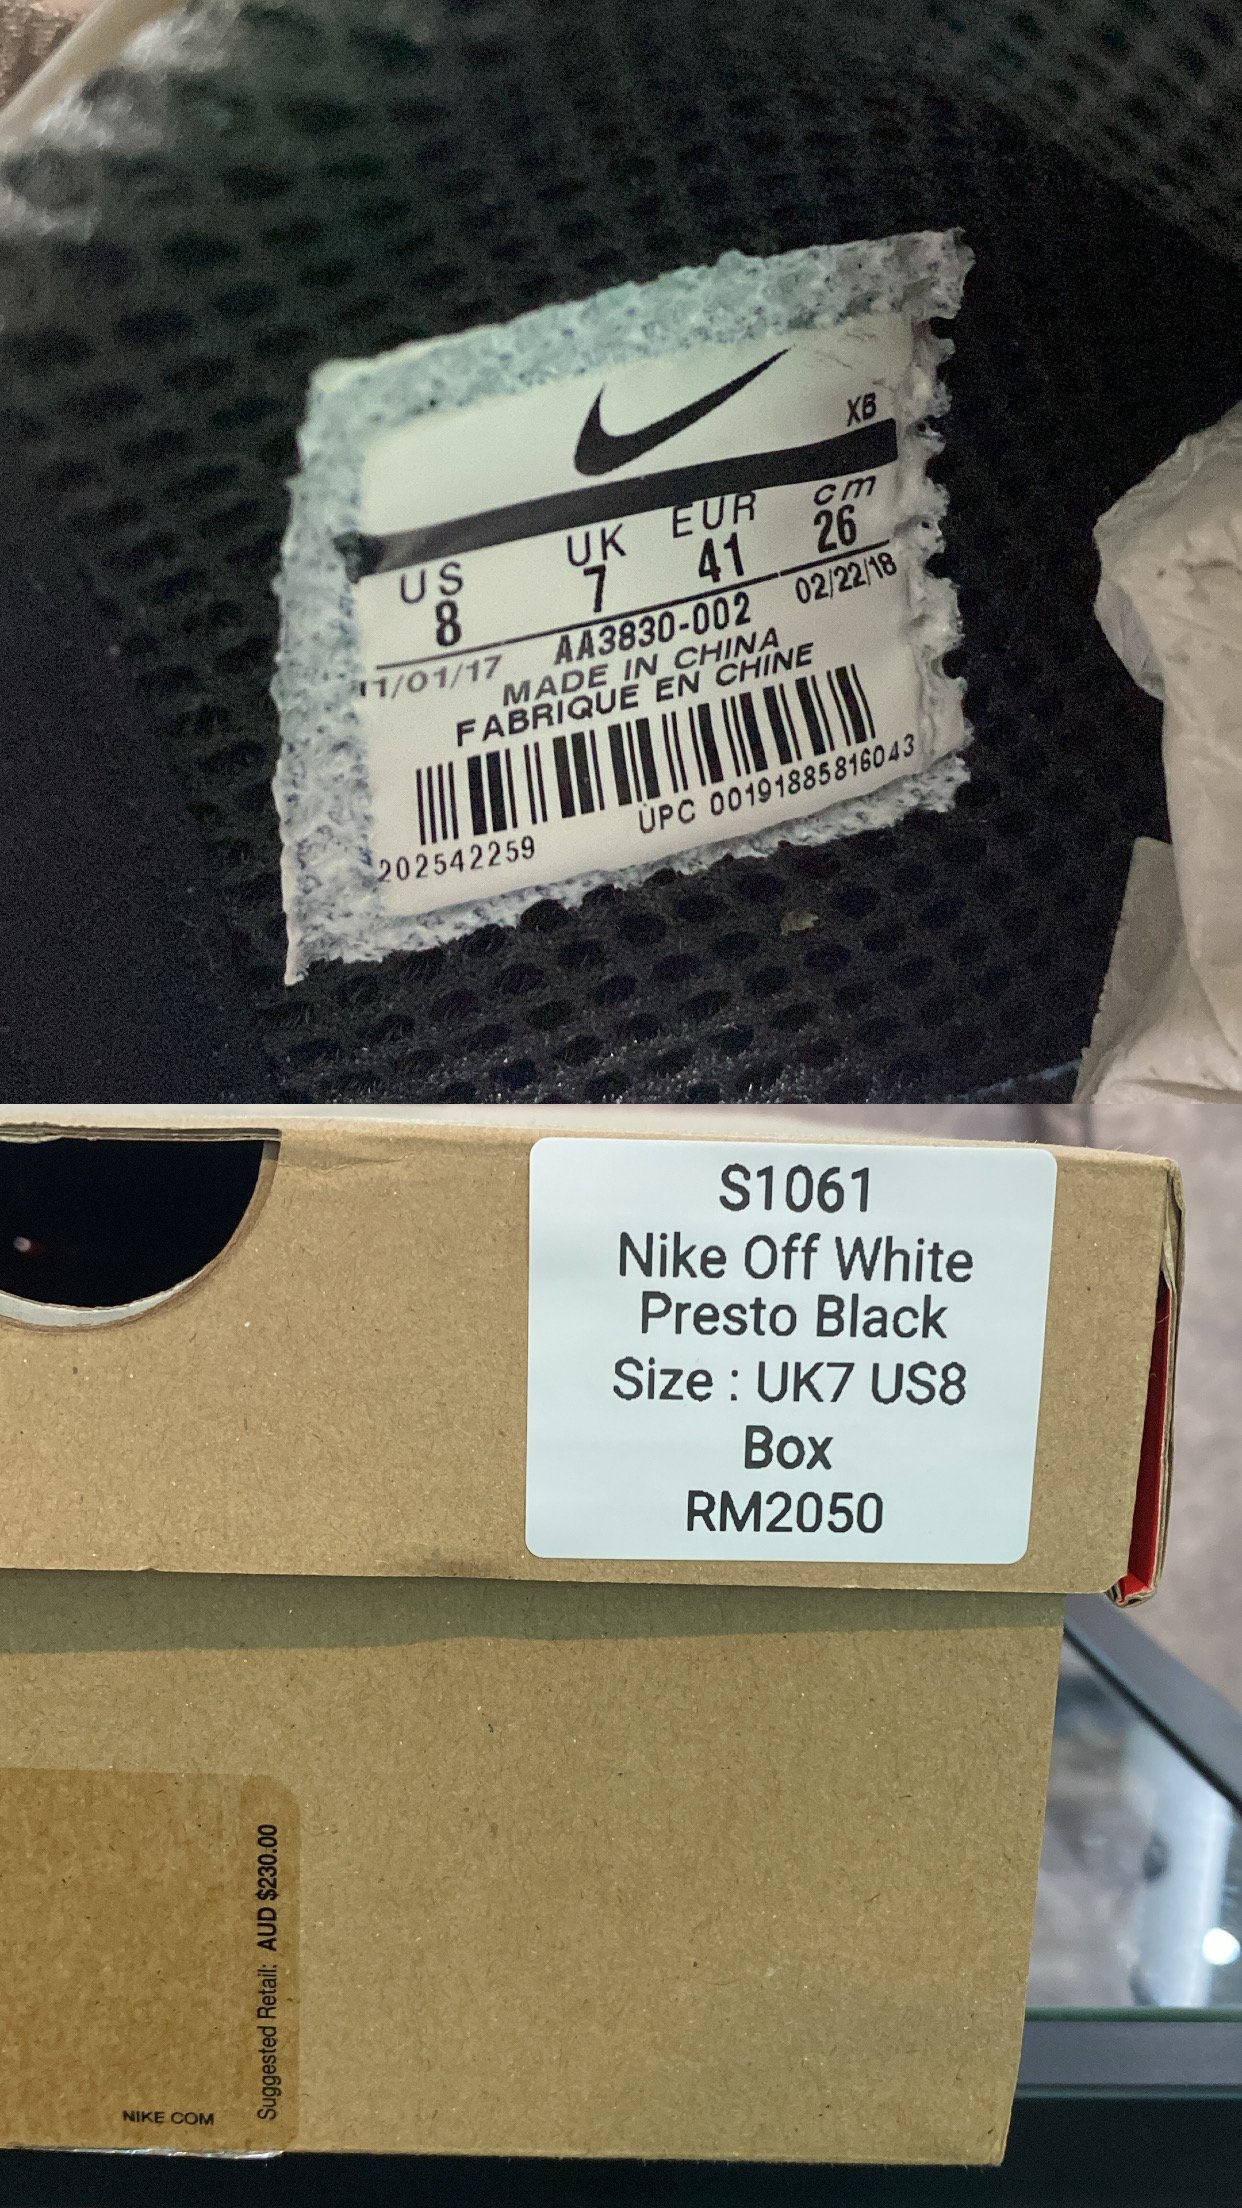 XB
US UK EUR cm
8 7 41 26
11/01/17 AA3830-002 02/22/18
MADE IN CHINA
FABRIQUE EN CHINE
202542259 UPC 00191885816043
S1061
Nike Off White
Presto Black
Size : UK7 US8
Box
RM2050
Suggested Retail: AUD $230.00
NIKE.COM